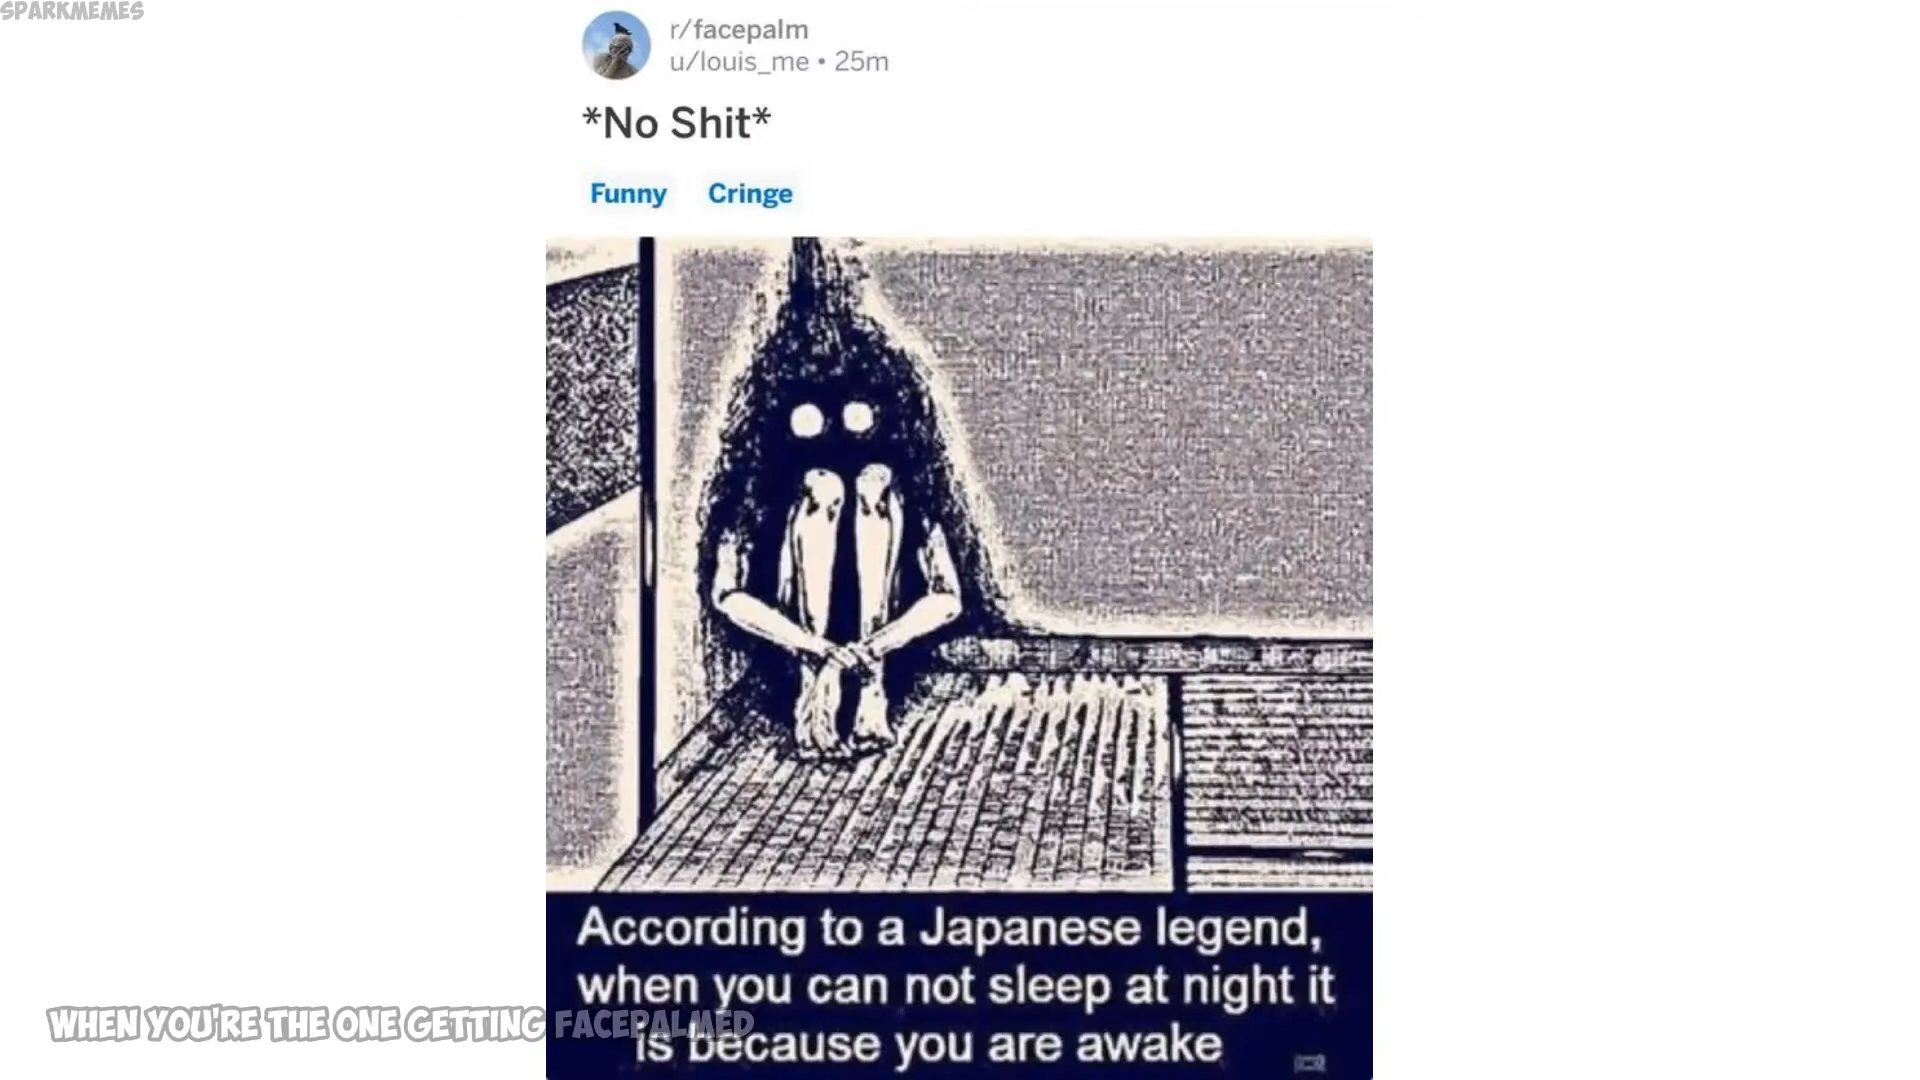 SPARKMEMES
r/facepalm
u/louis_me • 25m
*No Shit*
Funny Cringe
According to a Japanese legend,
when you can not sleep at night it
is because you are awake
WHEN YOU'RE THE ONE GETTING FACEPALMED